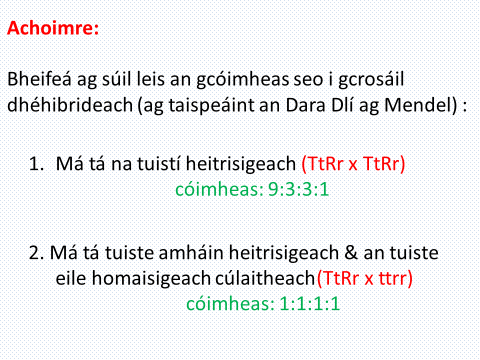 Achoimre:
Bheifeá ag súil leis an gcóimheas seo i gcrosáil
dhéhibrideach (ag taispeáint an Dara Dlí ag Mendel) :
1. Má tá na tuistí heitrisigeach (TtRr x TtRr)
cóimheas: 9:3:3:1
2. Má tá tuiste amháin heitrisigeach & an tuiste
eile homaisigeach cúlaitheach(TtRr x ttrr)
cóimheas: 1:1:1:1